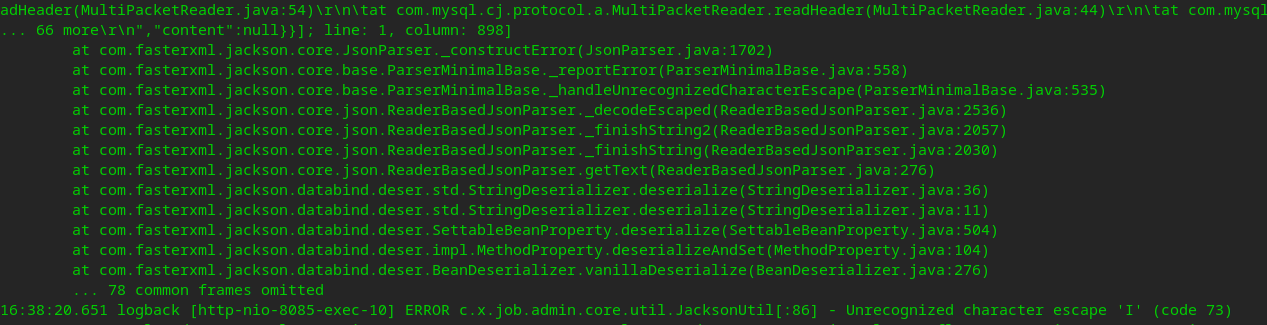 adHeader(MultiPacketReader.java:54)\r\n\tat com.mysql.cj.protocol.a.MultiPacketReader.readHeader(MultiPacketReader.java:44)\r\n\tat com.mysql
... 66 more\r\n","content":null}}]; line: 1, column: 898]
at com.fasterxml.jackson.core.JsonParser._constructError(JsonParser.java:1702)
at com.fasterxml.jackson.core.base.ParserMinimalBase._reportError(ParserMinimalBase.java:558)
at com.fasterxml.jackson.core.base.ParserMinimalBase._handleUnrecognizedCharacterEscape(ParserMinimalBase.java:535)
at com.fasterxml.jackson.core.json.ReaderBasedJsonParser._decodeEscaped(ReaderBasedJsonParser.java:2536)
at com.fasterxml.jackson.core.json.ReaderBasedJsonParser._finishString2(ReaderBasedJsonParser.java:2057)
at com.fasterxml.jackson.core.json.ReaderBasedJsonParser._finishString(ReaderBasedJsonParser.java:2030)
at com.fasterxml.jackson.core.json.ReaderBasedJsonParser.getText(ReaderBasedJsonParser.java:276)
at com.fasterxml.jackson.databind.deser.std.StringDeserializer.deserialize(StringDeserializer.java:36)
at com.fasterxml.jackson.databind.deser.std.StringDeserializer.deserialize(StringDeserializer.java:11)
at com.fasterxml.jackson.databind.deser.SettableBeanProperty.deserialize(SettableBeanProperty.java:504)
at com.fasterxml.jackson.databind.deser.impl.MethodProperty.deserializeAndSet(MethodProperty.java:104)
at com.fasterxml.jackson.databind.deser.BeanDeserializer.vanillaDeserialize(BeanDeserializer.java:276)
... 78 common frames omitted
16:38:20.651 logback [http-nio-8085-exec-10] ERROR c.x.job.admin.core.util.JacksonUtil[:86] - Unrecognized character escape 'I' (code 73)